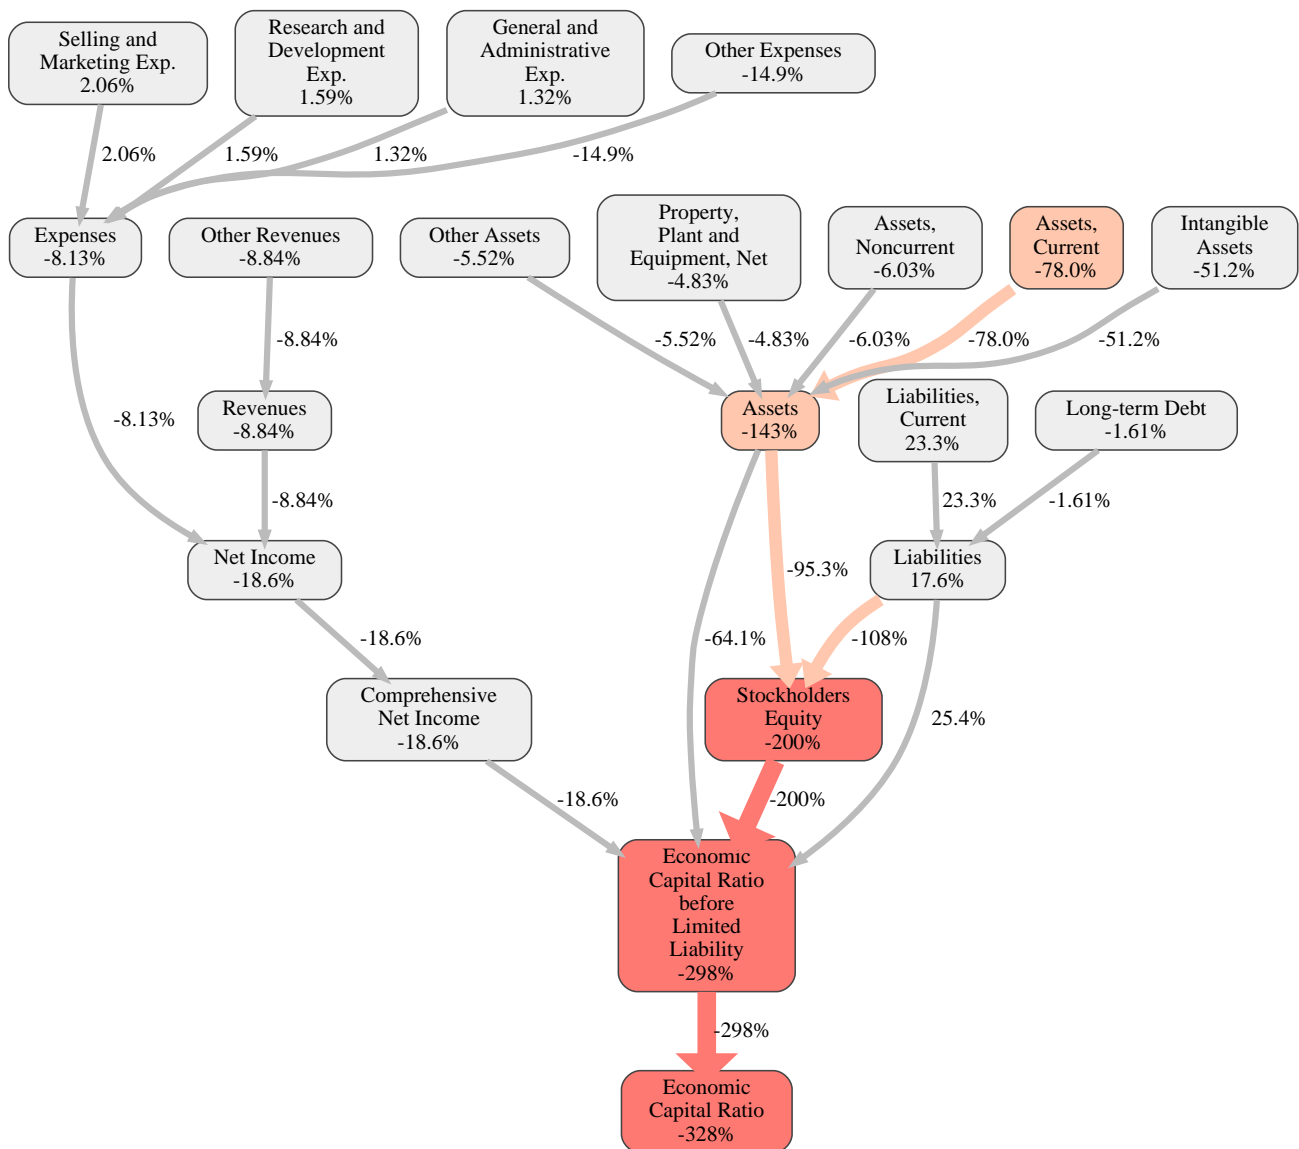 Selling and
Marketing Exp.
2.06%
Research and
Development
Exp.
1.59%
General and
Administrative
Exp.
1.32%
Other Expenses
-14.9%
2.06%
1.59%
1.32%
-14.9%
Expenses
-8.13%
Other Revenues
-8.84%
Other Assets
-5.52%
Property,
Plant and
Equipment, Net
-4.83%
Assets,
Noncurrent
-6.03%
Assets,
Current
-78.0%
Intangible
Assets
-51.2%
-8.84%
-5.52%
-4.83%
-6.03%
-78.0%
-51.2%
-8.13%
Revenues
-8.84%
Assets
-143%
Liabilities,
Current
23.3%
Long-term Debt
-1.61%
-8.84%
23.3%
-1.61%
Net Income
-18.6%
-95.3%
Liabilities
17.6%
-18.6%
-64.1%
-108%
Comprehensive
Net Income
-18.6%
Stockholders
Equity
-200%
25.4%
-18.6%
-200%
Economic
Capital Ratio
before
Limited
Liability
-298%
-298%
Economic
Capital Ratio
-328%